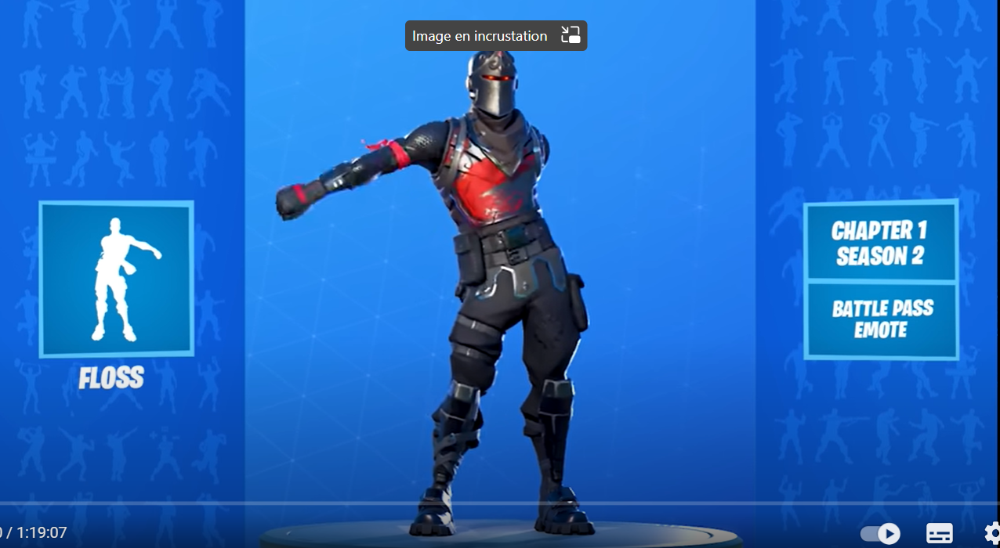 Image en incrustation
CHAPTER 1
SEASON 2
BATTLE PASS
EMOTE
FLOSS
/ 1:19:07